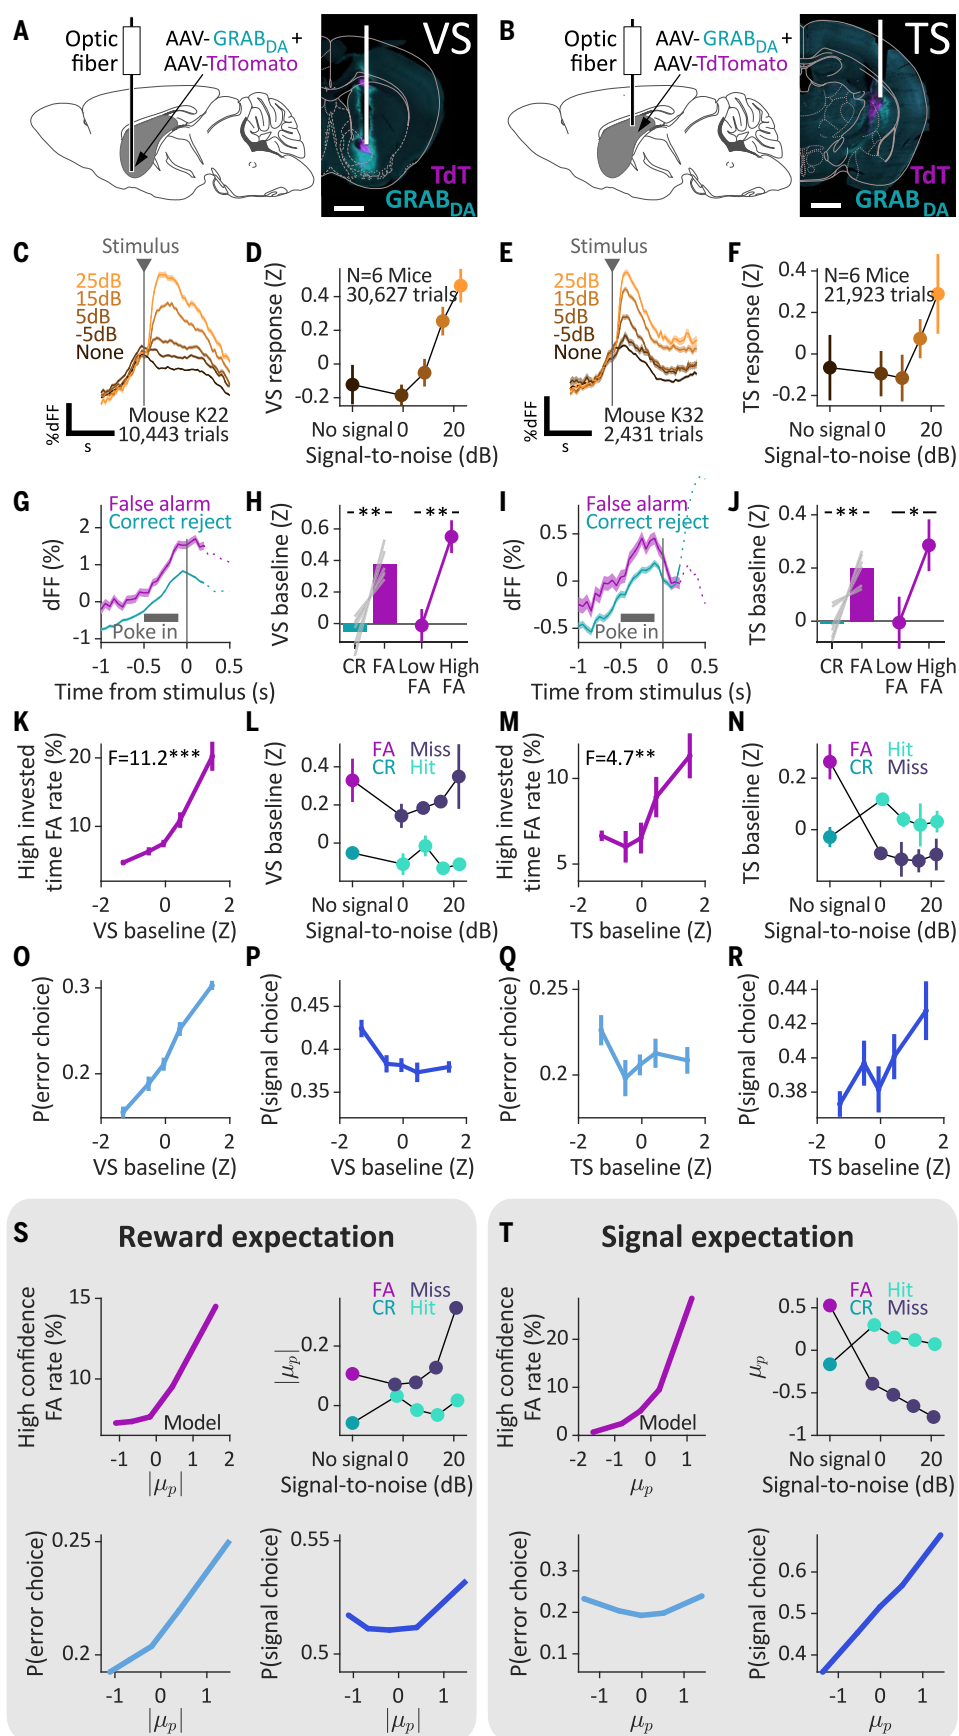 A
Optic
fiber
AAV-GRABDA+
AAV-TdTomato
VS
TdT
GRABDA
B
Optic
fiber
AAV-GRABDA+
AAV-TdTomato
TS
TdT
GRABDA
C
Stimulus
25dB
15dB
5dB
-5dB
None
%dFF
s
Mouse K22
10,443 trials
D
VS response (Z)
N=6 Mice
30,627 trials
0.4
0.2
0
-0.2
No signal 0 20
Signal-to-noise (dB)
E
Stimulus
25dB
15dB
5dB
-5dB
None
%dFF
s
Mouse K32
2,431 trials
F
TS response (Z)
N=6 Mice
21,923 trials
0.4
0.2
0
-0.2
No signal 0 20
Signal-to-noise (dB)
G
False alarm
Correct reject
dFF (%)
2
1
0
-1
Poke in
-1 -0.5 0 0.5
Time from stimulus (s)
H
VS baseline (Z)
** **
0.6
0.4
0.2
0
CR FA Low High
FA FA
I
False alarm
Correct reject
dFF (%)
0.5
0
-0.5
Poke in
-1 -0.5 0 0.5
Time from stimulus (s)
J
TS baseline (Z)
** *
0.4
0.2
0
CR FA Low High
FA FA
K
High invested
time FA rate (%)
F=11.2***
20
10
-2 0 2
VS baseline (Z)
L
VS baseline (Z)
FA Miss
CR Hit
0.4
0.2
0
No signal 0 20
Signal-to-noise (dB)
M
High invested
time FA rate (%)
F=4.7**
10
5
-2 0 2
TS baseline (Z)
N
TS baseline (Z)
FA Hit
CR Miss
0.2
0
No signal 0 20
Signal-to-noise (dB)
O
P(error choice)
0.3
0.2
-2 0 2
VS baseline (Z)
P
P(signal choice)
0.45
0.4
0.35
-2 0 2
VS baseline (Z)
Q
P(error choice)
0.25
0.2
-2 0 2
TS baseline (Z)
R
P(signal choice)
0.44
0.42
0.4
0.38
-2 0 2
TS baseline (Z)
S
Reward expectation
High confidence
FA rate (%)
15
10
Model
-1 0 1 2
|μp|
|μp|
FA Miss
CR Hit
0.2
0
No signal 0 20
Signal-to-noise (dB)
P(error choice)
0.25
0.2
-1 0 1
|μp|
P(signal choice)
0.55
0.5
-1 0 1
|μp|
T
Signal expectation
High confidence
FA rate (%)
20
10
0
Model
-1 0 1
μp
μp
FA Hit
CR Miss
0.5
0
-0.5
-1
No signal 0 20
Signal-to-noise (dB)
P(error choice)
0.3
0.2
0.1
-1 0 1
μp
P(signal choice)
0.6
0.5
0.4
-1 0 1
μp